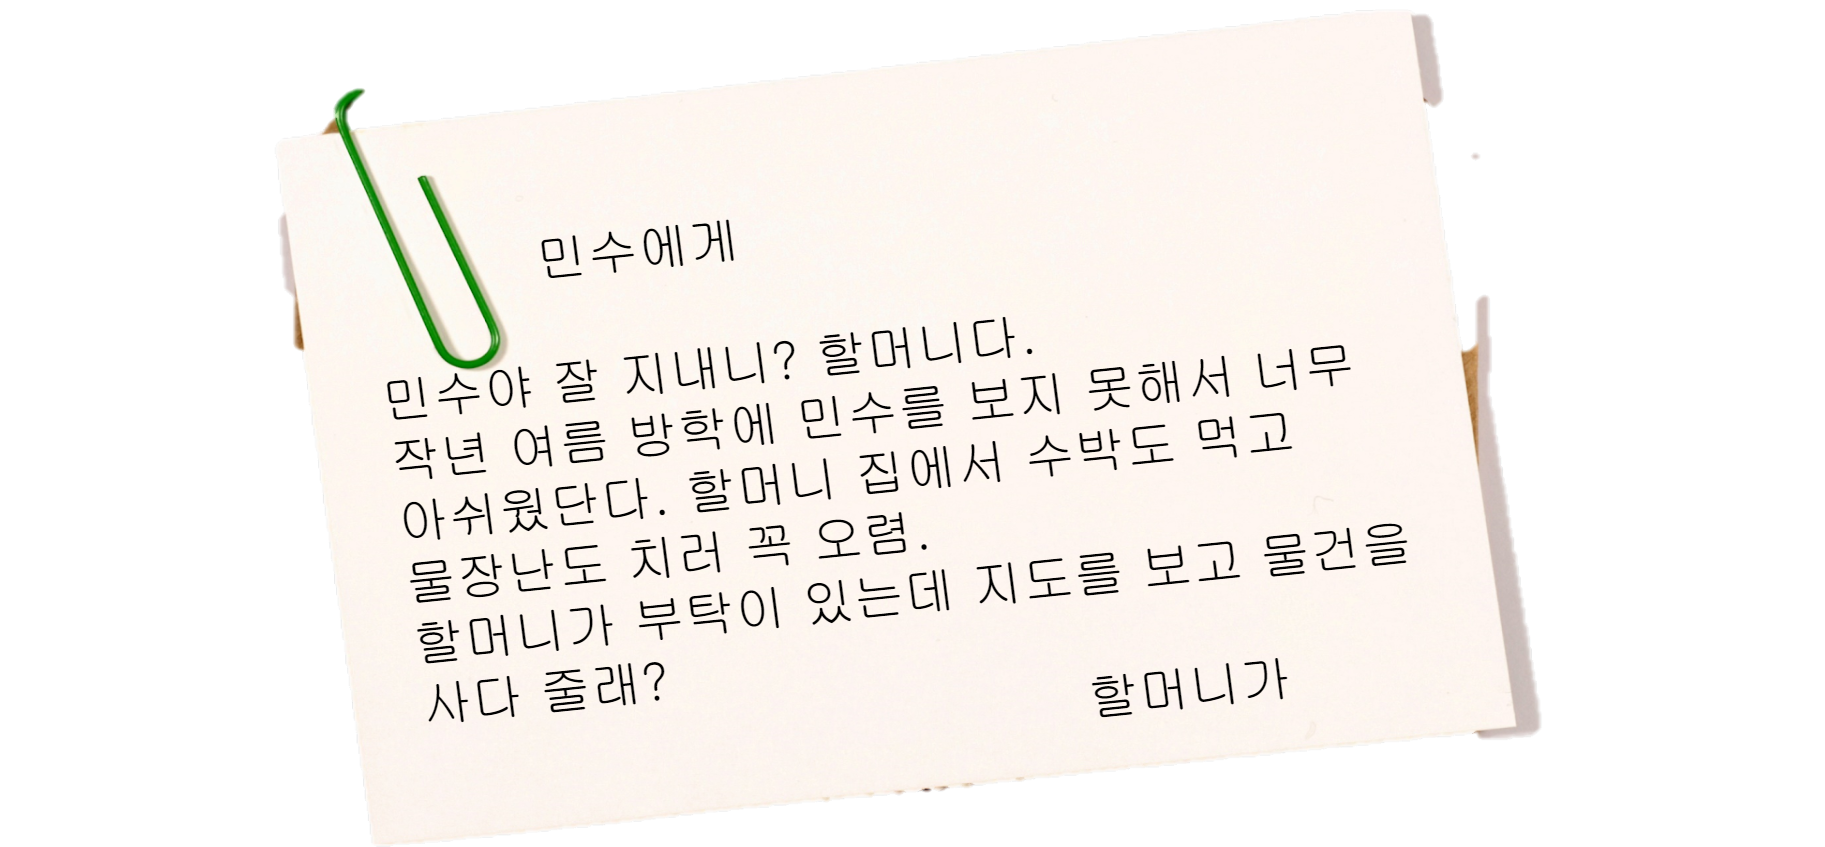 민수에게
민수야 잘 지내니? 할머니다.
작년 여름 방학에 민수를 보지 못해서 너무
아쉬웠단다. 할머니 집에서 수박도 먹고
물장난도 치러 꼭 오렴.
할머니가 부탁이 있는데 지도를 보고 물건을
사다 줄래?
할머니가